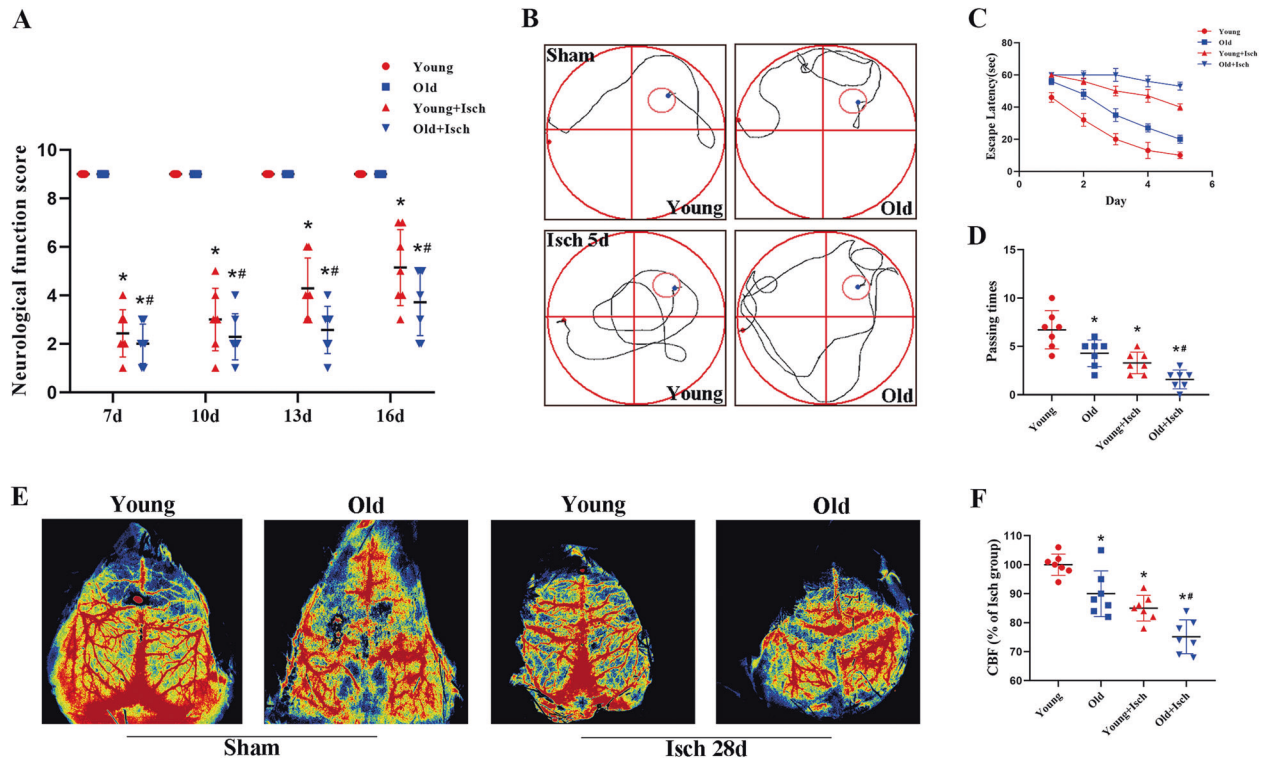 A
Young
Old
Young+Isch
Old+Isch
Neurological function score
10
8
6
4
2
0
*
*#
*
*#
*
*#
*
*#
7d
10d
13d
16d
B
Sham
Young
Old
Isch 5d
Young
Old
C
Young
Old
Young+Isch
Old+Isch
Escape Latency(sec)
80
60
40
20
0
0
2
4
6
Day
D
Passing times
15
10
5
0
*
*
*#
Young
Old
Young+Isch
Old+Isch
E
Young
Old
Young
Old
Sham
Isch 28d
F
CBF (% of Isch group)
110
100
90
80
70
60
*
*
*#
Young
Old
Young+Isch
Old+Isch